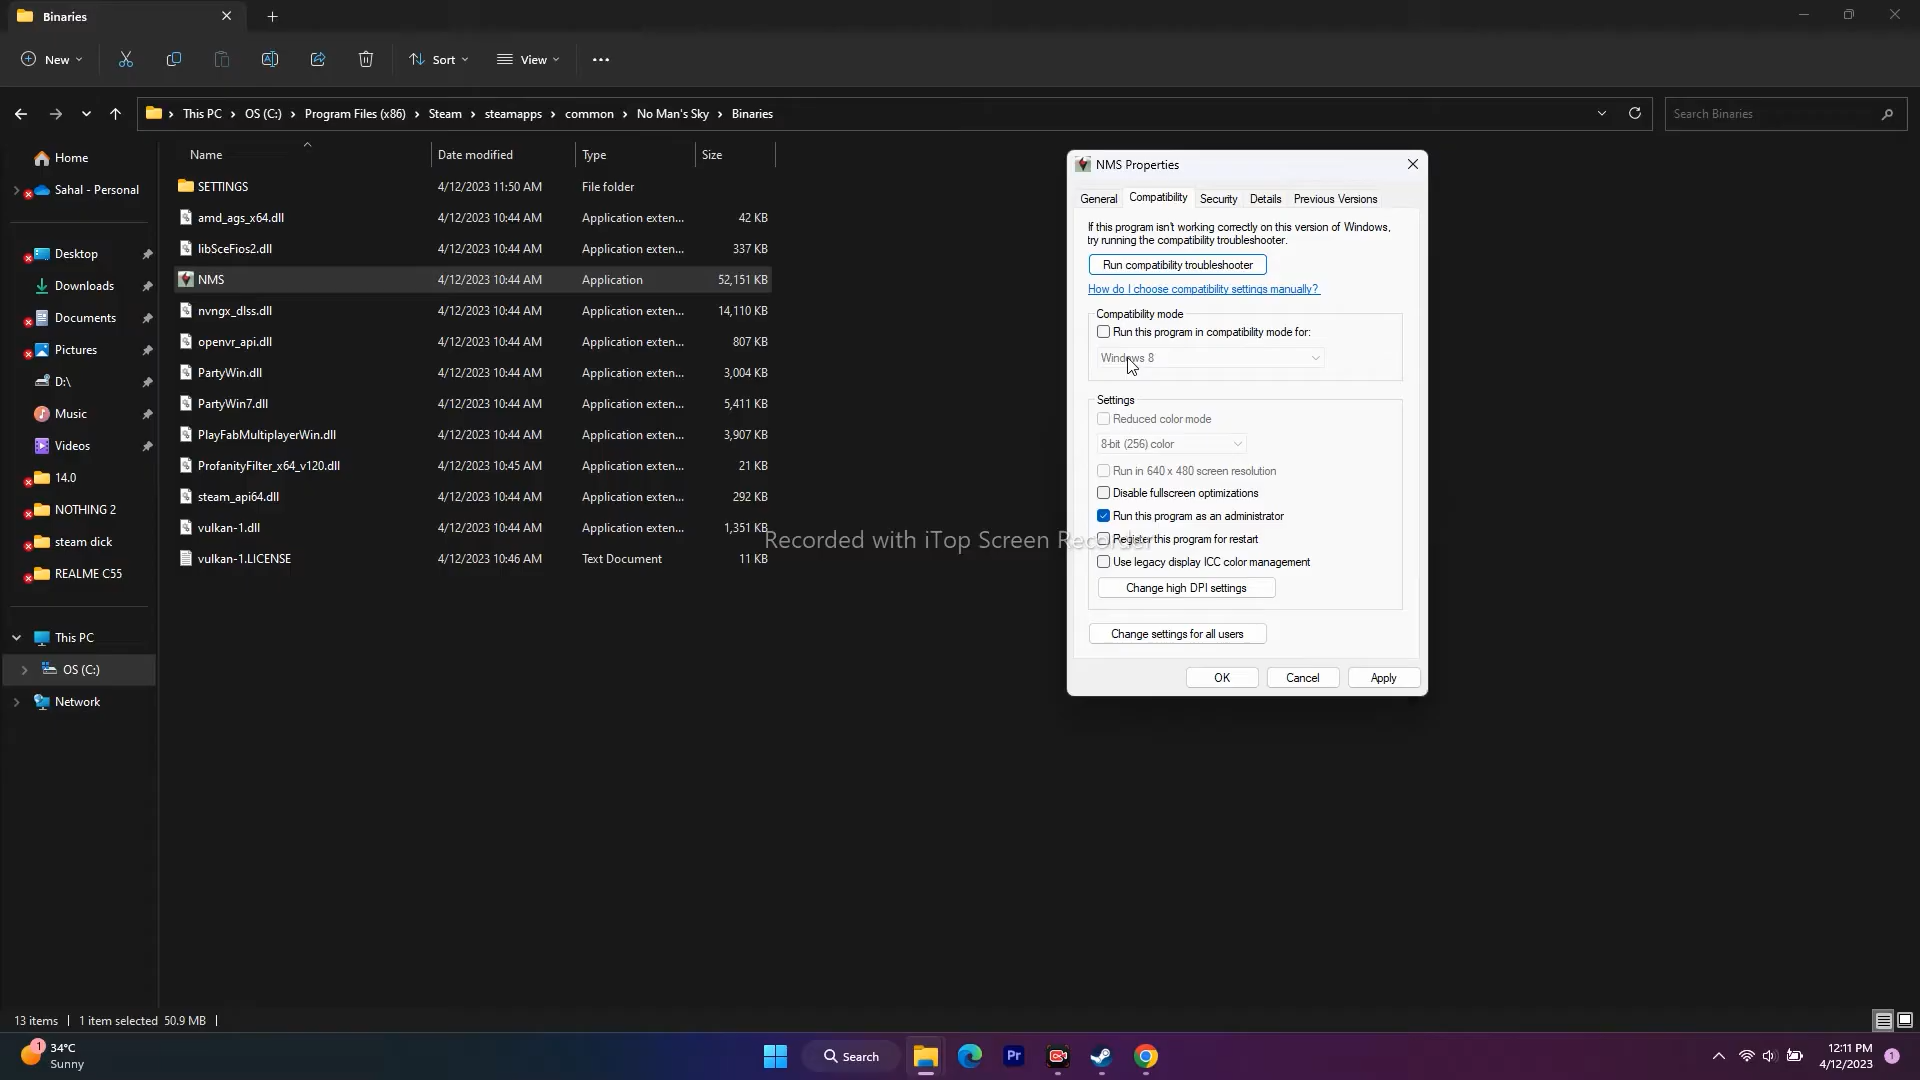 Binaries
New
Sort
View
This PC > OS (C:) > Program Files (x86) > Steam > steamapps > common > No Man's Sky > Binaries
Search Binaries
Home
Sahal - Personal
Desktop
Downloads
Documents
Pictures
D:\
Music
Videos
14.0
NOTHING 2
steam dick
REALME C55
This PC
OS (C:)
Network
Name Date modified Type Size
SETTINGS 4/12/2023 11:50 AM File folder
amd_ags_x64.dll 4/12/2023 10:44 AM Application exten... 42 KB
libSceFios2.dll 4/12/2023 10:44 AM Application exten... 337 KB
NMS 4/12/2023 10:44 AM Application 52,151 KB
nvngx_dlss.dll 4/12/2023 10:44 AM Application exten... 14,110 KB
openvr_api.dll 4/12/2023 10:44 AM Application exten... 807 KB
PartyWin.dll 4/12/2023 10:44 AM Application exten... 3,004 KB
PartyWin7.dll 4/12/2023 10:44 AM Application exten... 5,411 KB
PlayFabMultiplayerWin.dll 4/12/2023 10:44 AM Application exten... 3,907 KB
ProfanityFilter_x64_v120.dll 4/12/2023 10:45 AM Application exten... 21 KB
steam_api64.dll 4/12/2023 10:44 AM Application exten... 292 KB
vulkan-1.dll 4/12/2023 10:44 AM Application exten... 1,351 KB
vulkan-1.LICENSE 4/12/2023 10:46 AM Text Document 11 KB
Recorded with iTop Screen Recorder
NMS Properties
General Compatibility Security Details Previous Versions
If this program isn't working correctly on this version of Windows,
try running the compatibility troubleshooter.
Run compatibility troubleshooter
How do I choose compatibility settings manually?
Compatibility mode
Run this program in compatibility mode for:
Windows 8
Settings
Reduced color mode
8-bit (256) color
Run in 640 x 480 screen resolution
Disable fullscreen optimizations
Run this program as an administrator
Register this program for restart
Use legacy display ICC color management
Change high DPI settings
Change settings for all users
OK Cancel Apply
13 items 1 item selected 50.9 MB
1
34°C
Sunny
Search
Pr
12:11 PM
4/12/2023
1